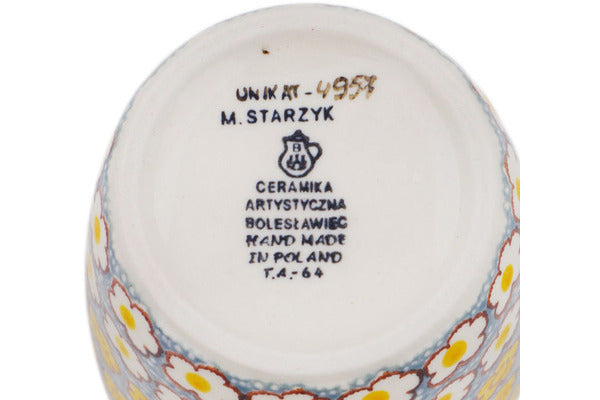 UNIKAT-4957
M. STARZYK
B
CERAMIKA
ARTYSTYCZNA
BOLESŁAWIEC
HAND MADE
IN POLAND
T.A.-64